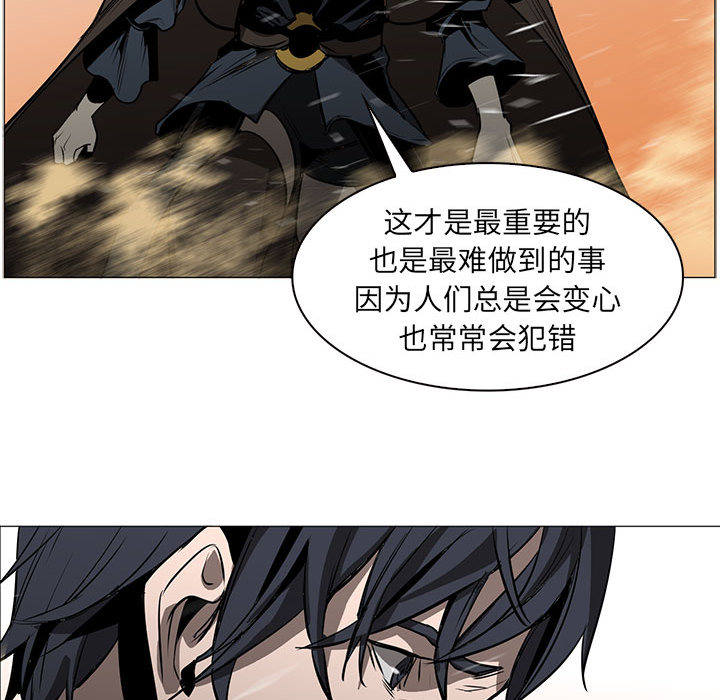 这才是最重要的
也是最难做到的事
因为人们总是会变心
也常常会犯错